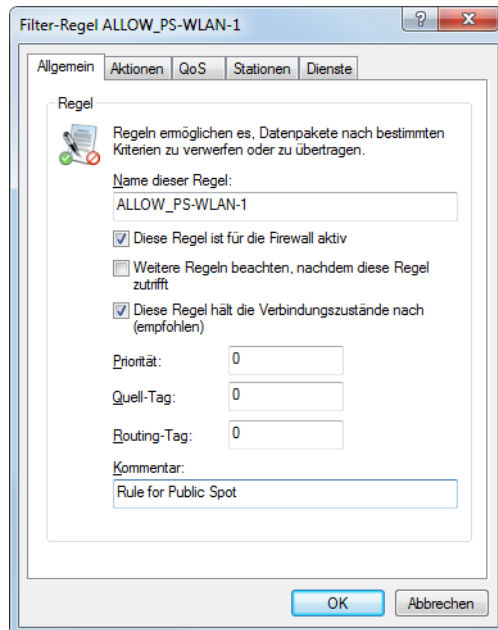 Filter-Regel ALLOW_PS-WLAN-1
Allgemein Aktionen QoS Stationen Dienste
Regel
Regeln ermöglichen es, Datenpakete nach bestimmten
Kriterien zu verwerfen oder zu übertragen.
Name dieser Regel:
ALLOW_PS-WLAN-1
Diese Regel ist für die Firewall aktiv
Weitere Regeln beachten, nachdem diese Regel
zutrifft
Diese Regel hält die Verbindungszustände nach
(empfohlen)
Priorität: 0
Quell-Tag: 0
Routing-Tag: 0
Kommentar:
Rule for Public Spot
OK Abbrechen